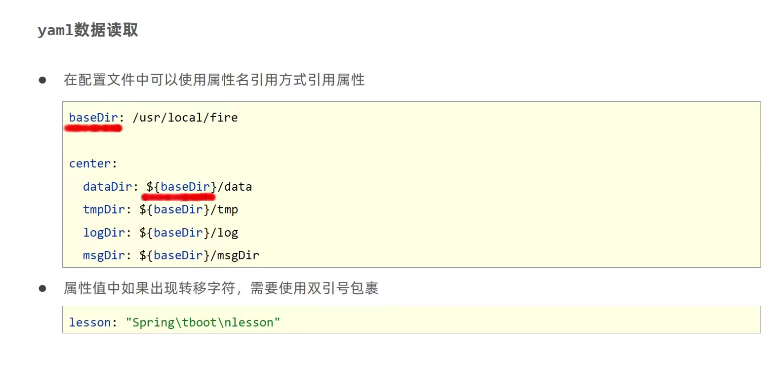 yaml数据读取
● 在配置文件中可以使用属性名引用方式引用属性
baseDir: /usr/local/fire
center:
  dataDir: ${baseDir}/data
  tmpDir: ${baseDir}/tmp
  logDir: ${baseDir}/log
  msgDir: ${baseDir}/msgDir
● 属性值中如果出现转移字符，需要使用双引号包裹
lesson: "Spring\tboot\nlesson"